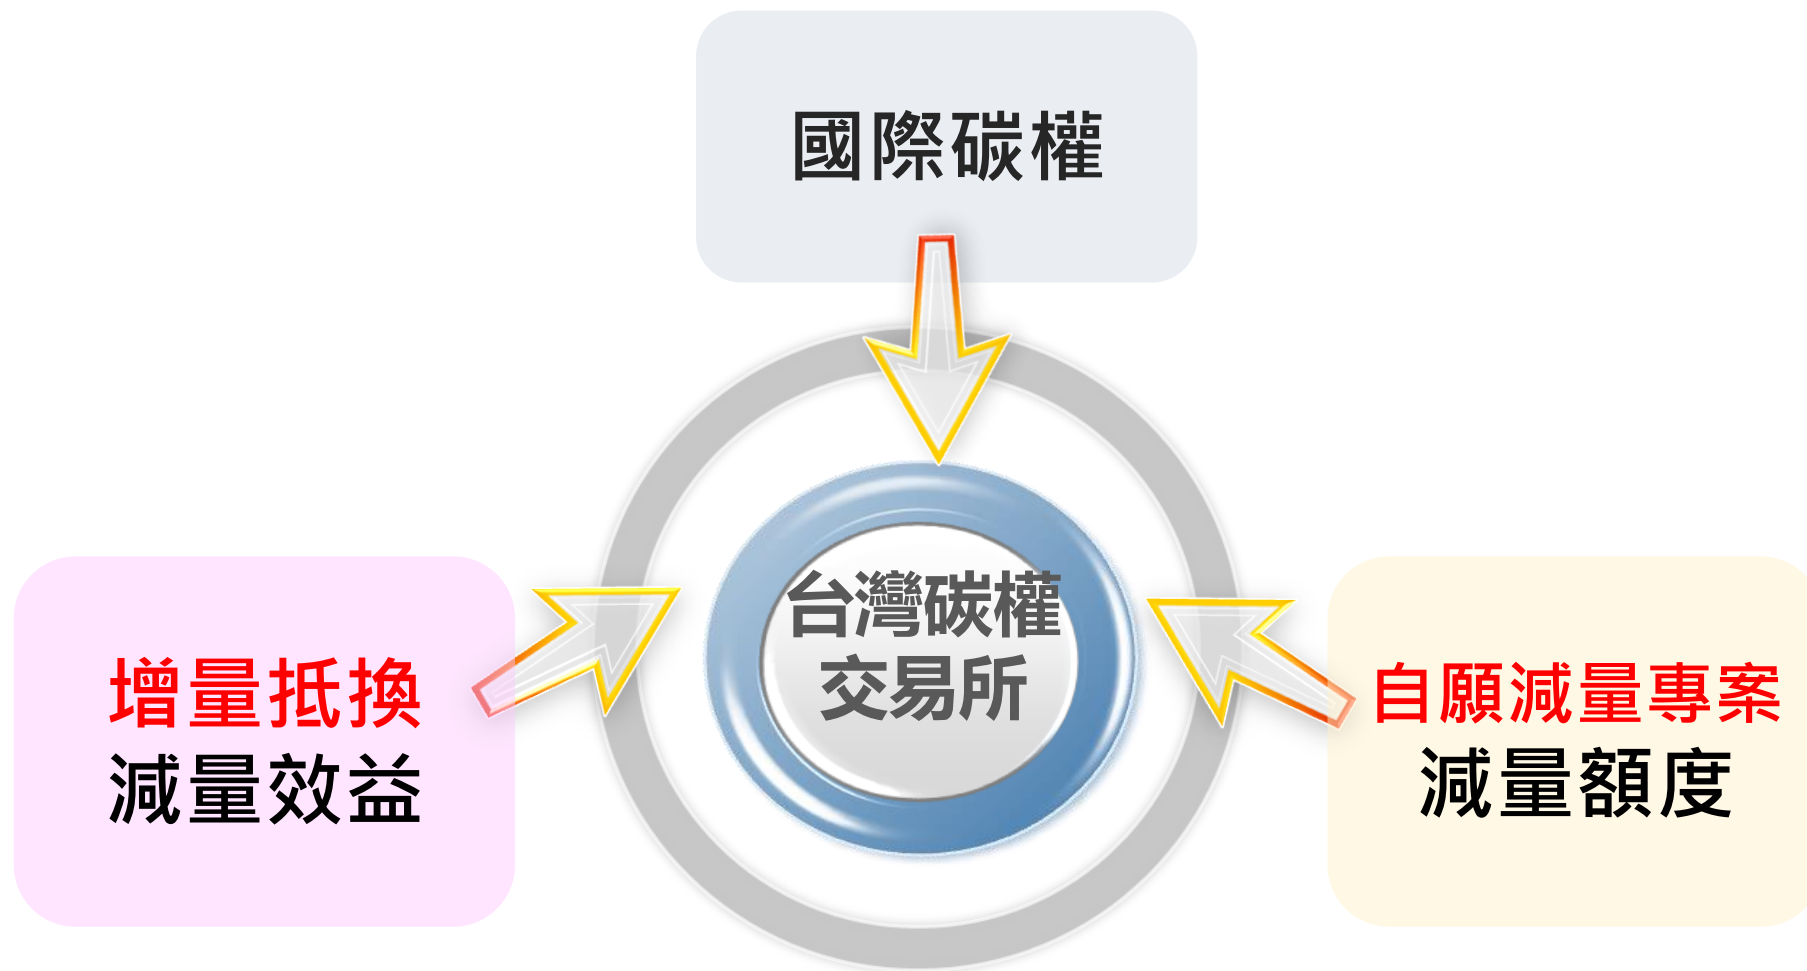 國際碳權
台灣碳權
交易所
增量抵換
減量效益
自願減量專案
減量額度